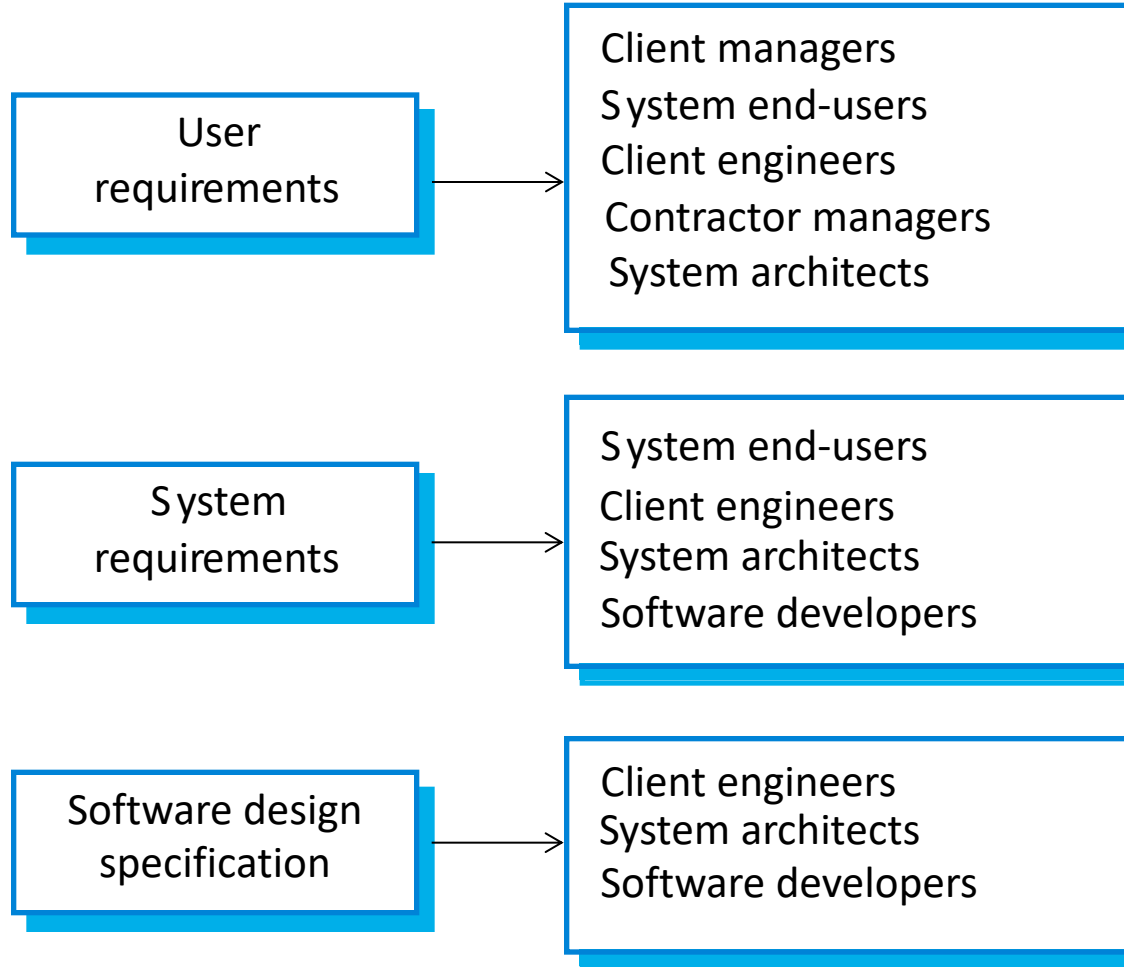 User
requirements
Client managers
System end-users
Client engineers
Contractor managers
System architects
System
requirements
System end-users
Client engineers
System architects
Software developers
Software design
specification
Client engineers
System architects
Software developers